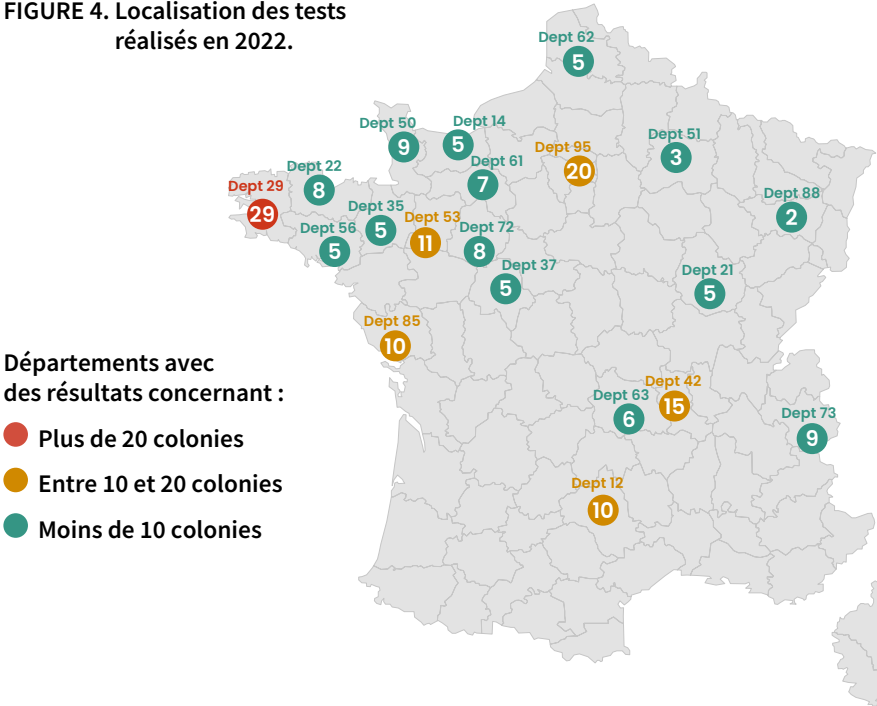 FIGURE 4. Localisation des tests
réalisés en 2022.
Dept 62
5
Dept 50
9
Dept 14
5
Dept 95
20
Dept 51
3
Dept 61
7
Dept 22
8
Dept 29
29
Dept 88
2
Dept 35
5
Dept 53
11
Dept 56
5
Dept 72
8
Dept 37
5
Dept 21
5
Dept 85
10
Départements avec
des résultats concernant :
Plus de 20 colonies
Entre 10 et 20 colonies
Moins de 10 colonies
Dept 42
15
Dept 63
6
Dept 73
9
Dept 12
10